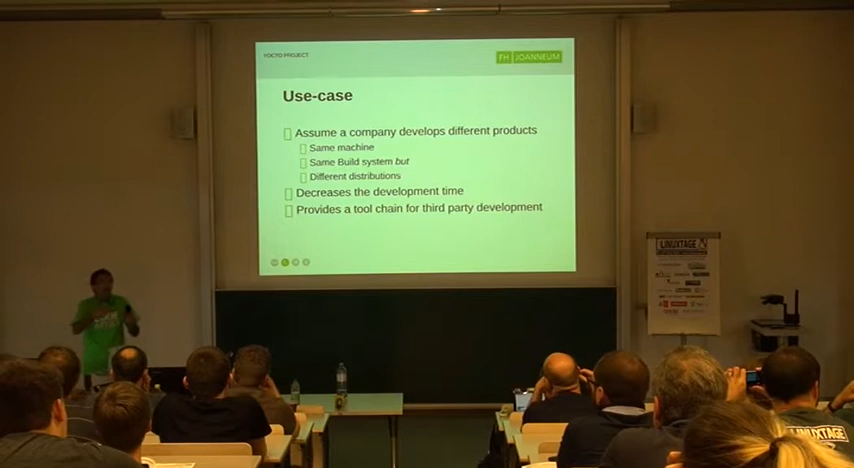 YOCTO PROJECT
FH JOANNEUM
Use-case
Assume a company develops different products
Same machine
Same Build system but
Different distributions
Decreases the development time
Provides a tool chain for third party development
LINUXTAGE
LINUXTAGE